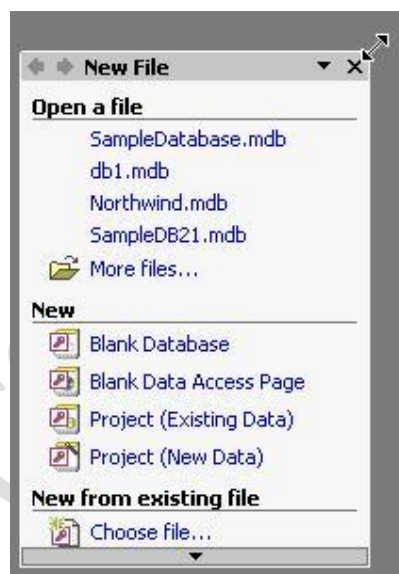 New File
Open a file
SampleDatabase.mdb
db1.mdb
Northwind.mdb
SampleDB21.mdb
More files...
New
Blank Database
Blank Data Access Page
Project (Existing Data)
Project (New Data)
New from existing file
Choose file...